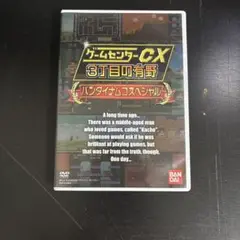 ゲームセンターCX
3丁目の有野
バンダイナムコスペシャル
A long time ago...
There was a middle-aged man
who loved games, called "Kacho"
Someone would ask if he was
brilliant at playing games, but
that was far from the truth, though.
One day...
DVD
BAN
DAI